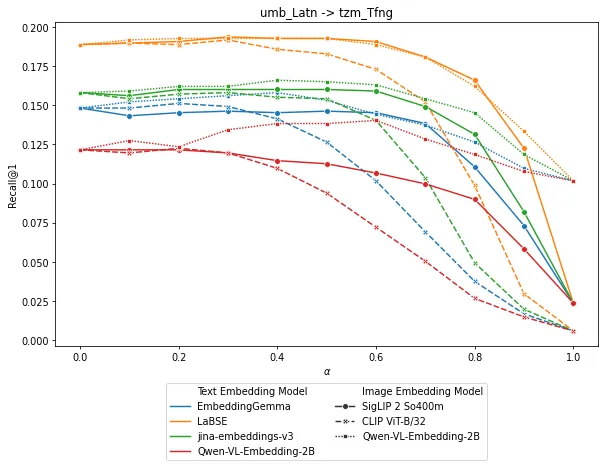 umb_Latn -> tzm_Tfng
0.200
0.175
0.150
0.125
0.100
0.075
0.050
0.025
0.000
Recall@1
0.0 0.2 0.4 0.6 0.8 1.0
α
Text Embedding Model Image Embedding Model
EmbeddingGemma SigLIP 2 So400m
LaBSE CLIP ViT-B/32
jina-embeddings-v3 Qwen-VL-Embedding-2B
Qwen-VL-Embedding-2B